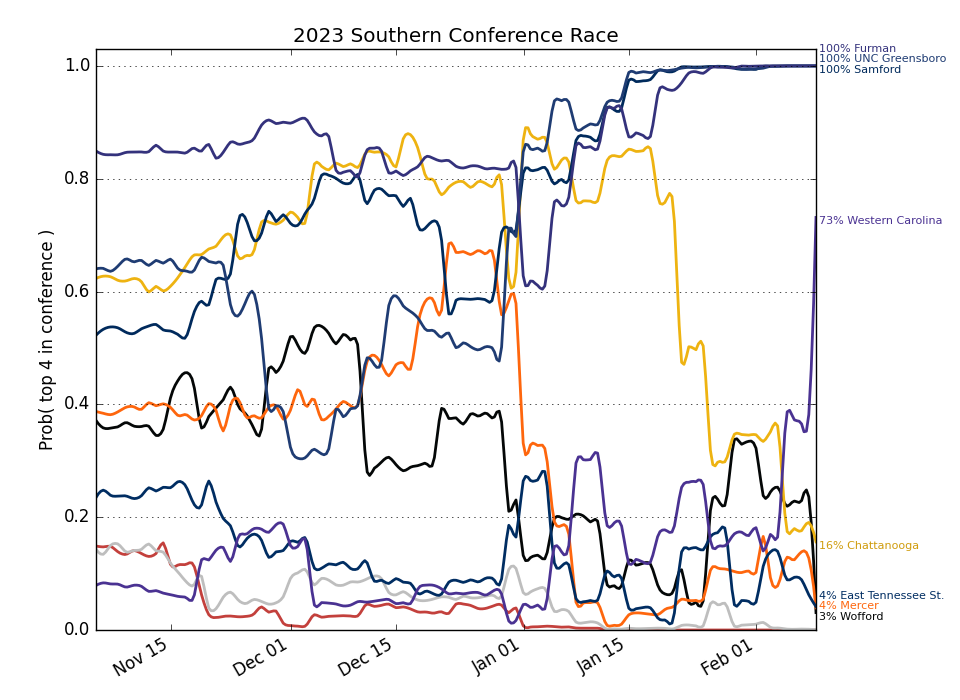 2023 Southern Conference Race
Prob( top 4 in conference )
1.0
0.8
0.6
0.4
0.2
0.0
Nov 15
Dec 01
Dec 15
Jan 01
Jan 15
Feb 01
100% Furman
100% UNC Greensboro
100% Samford
73% Western Carolina
16% Chattanooga
4% East Tennessee St.
4% Mercer
3% Wofford